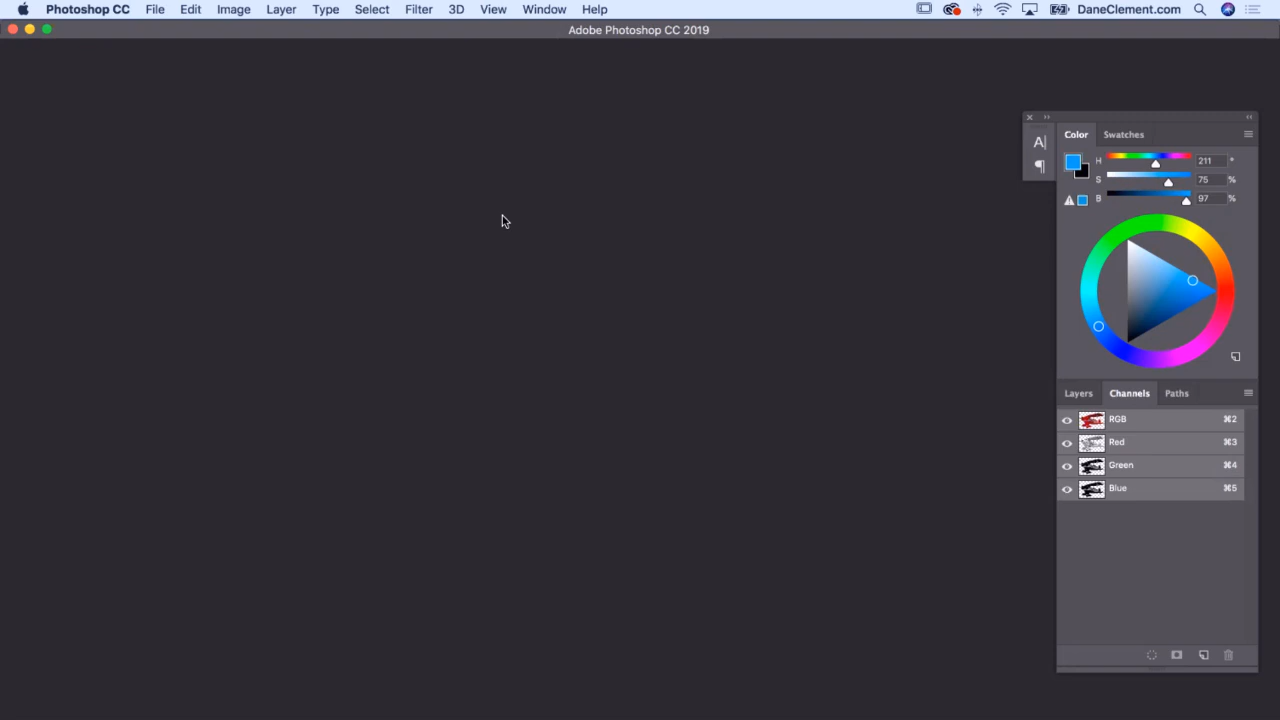 Photoshop CC File Edit Image Layer Type Select Filter 3D View Window Help DaneClement.com
Adobe Photoshop CC 2019
Color Swatches
A|
¶
H 211 °
S 75 %
B 97 %
Layers Channels Paths
RGB ⌘2
Red ⌘3
Green ⌘4
Blue ⌘5